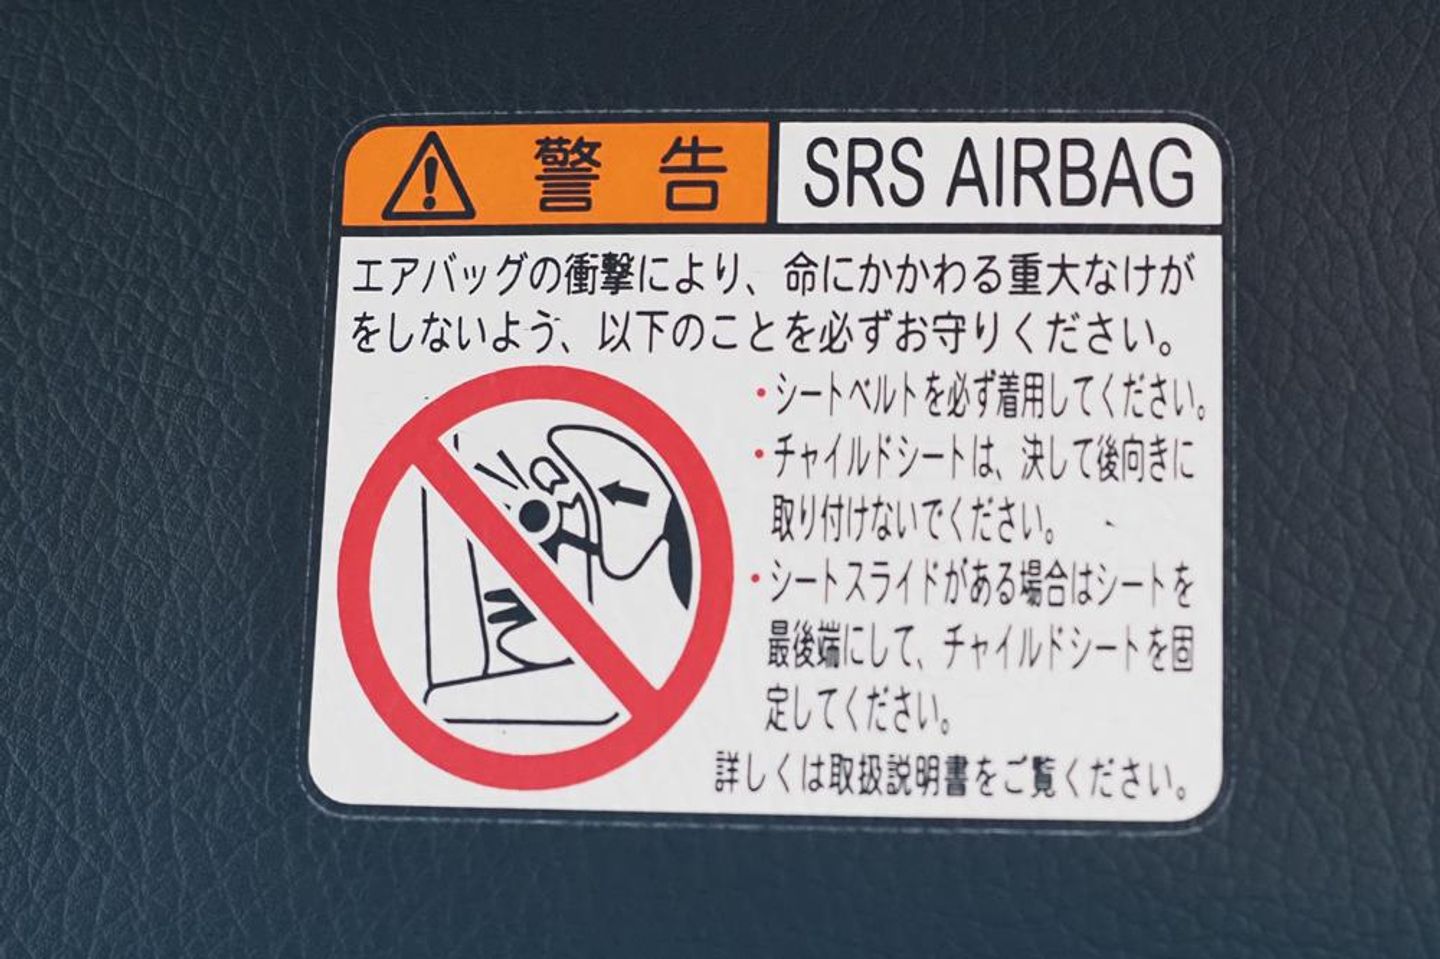 警告 SRS AIRBAG
エアバッグの衝撃により、命にかかわる重大なけが
をしないよう、以下のことを必ずお守りください。
・シートベルトを必ず着用してください。
・チャイルドシートは、決して後向きに
取り付けないでください。
・シートスライドがある場合はシートを
最後端にして、チャイルドシートを固
定してください。
詳しくは取扱説明書をご覧ください。